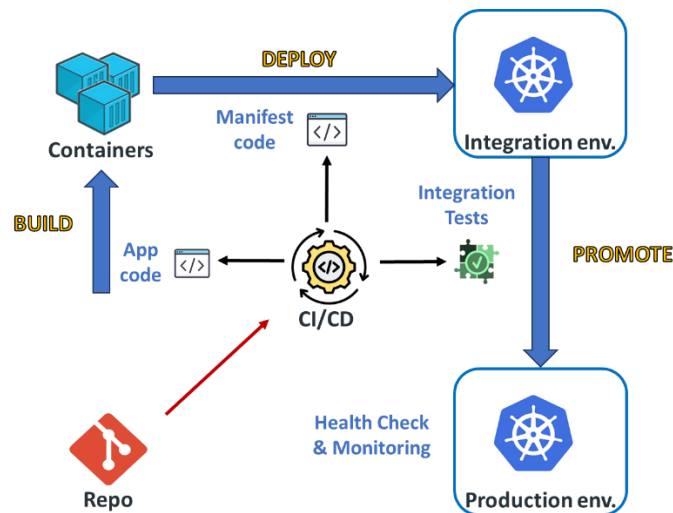 DEPLOY
Manifest
code
</>
Containers
Integration env.
BUILD
App
code
</>
</>
CI/CD
Integration
Tests
PROMOTE
Health Check
& Monitoring
Repo
Production env.